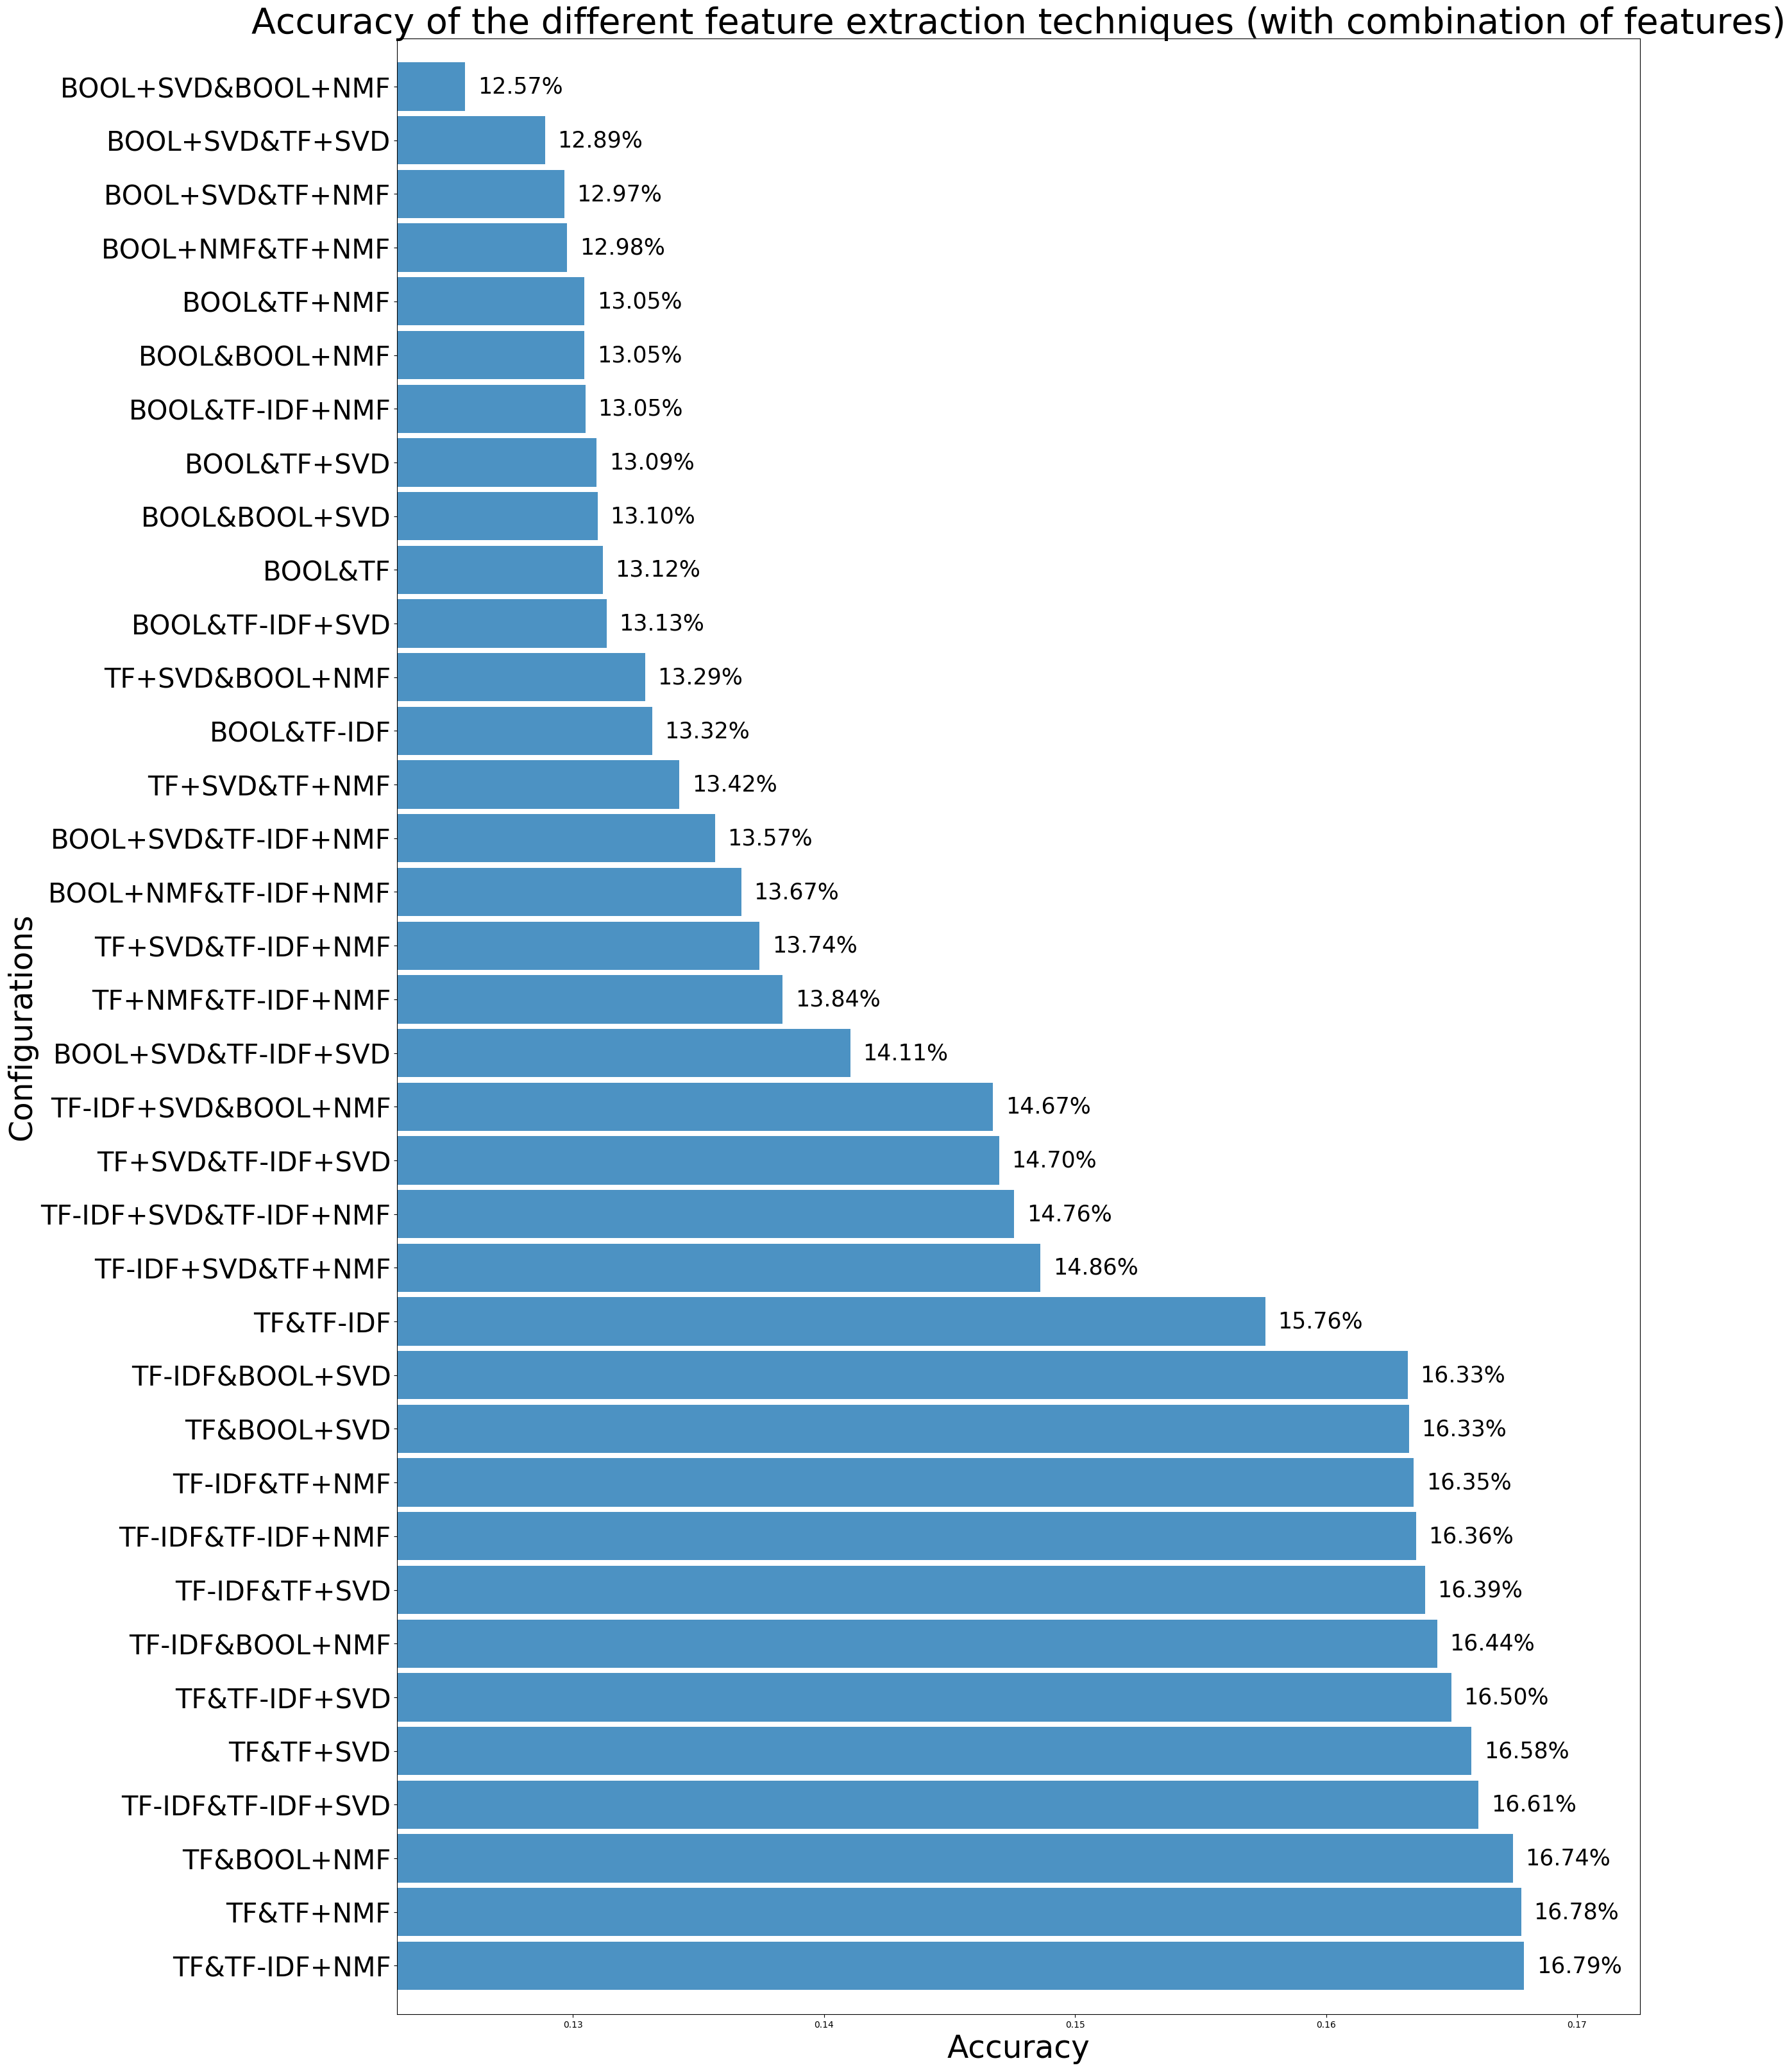 Accuracy of the different feature extraction techniques (with combination of features)
BOOL+SVD&BOOL+NMF 12.57%
BOOL+SVD&TF+SVD 12.89%
BOOL+SVD&TF+NMF 12.97%
BOOL+NMF&TF+NMF 12.98%
BOOL&TF+NMF 13.05%
BOOL&BOOL+NMF 13.05%
BOOL&TF-IDF+NMF 13.05%
BOOL&TF+SVD 13.09%
BOOL&BOOL+SVD 13.10%
BOOL&TF 13.12%
BOOL&TF-IDF+SVD 13.13%
TF+SVD&BOOL+NMF 13.29%
BOOL&TF-IDF 13.32%
TF+SVD&TF+NMF 13.42%
BOOL+SVD&TF-IDF+NMF 13.57%
BOOL+NMF&TF-IDF+NMF 13.67%
TF+SVD&TF-IDF+NMF 13.74%
TF+NMF&TF-IDF+NMF 13.84%
BOOL+SVD&TF-IDF+SVD 14.11%
TF-IDF+SVD&BOOL+NMF 14.67%
TF+SVD&TF-IDF+SVD 14.70%
TF-IDF+SVD&TF-IDF+NMF 14.76%
TF-IDF+SVD&TF+NMF 14.86%
TF&TF-IDF 15.76%
TF-IDF&BOOL+SVD 16.33%
TF&BOOL+SVD 16.33%
TF-IDF&TF+NMF 16.35%
TF-IDF&TF-IDF+NMF 16.36%
TF-IDF&TF+SVD 16.39%
TF-IDF&BOOL+NMF 16.44%
TF&TF-IDF+SVD 16.50%
TF&TF+SVD 16.58%
TF-IDF&TF-IDF+SVD 16.61%
TF&BOOL+NMF 16.74%
TF&TF+NMF 16.78%
TF&TF-IDF+NMF 16.79%
Configurations
0.13 0.14 0.15 0.16 0.17
Accuracy